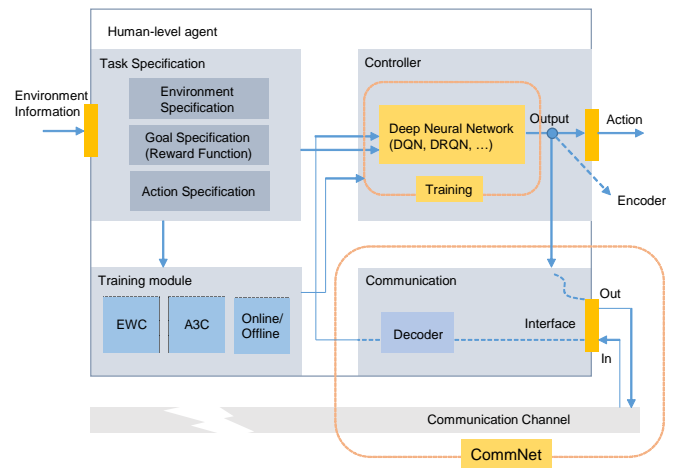 Human-level agent
Task Specification
Controller
Environment
Information
Environment
Specification
Goal Specification
(Reward Function)
Action Specification
Deep Neural Network
(DQN, DRQN, …)
Training
Output
Action
Encoder
Training module
EWC
A3C
Online/
Offline
Communication
Decoder
Interface
Out
In
Communication Channel
CommNet